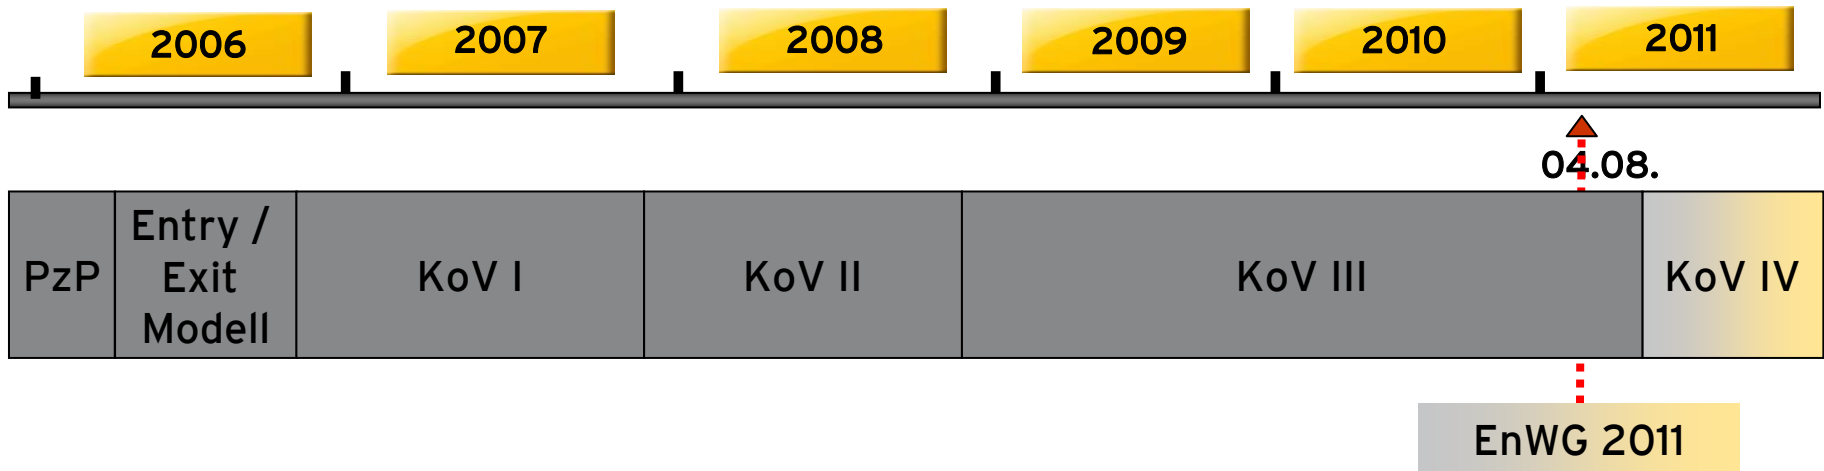 2006
2007
2008
2009
2010
2011
04.08.
PzP
Entry /
Exit
Modell
KoV I
KoV II
KoV III
KoV IV
EnWG 2011